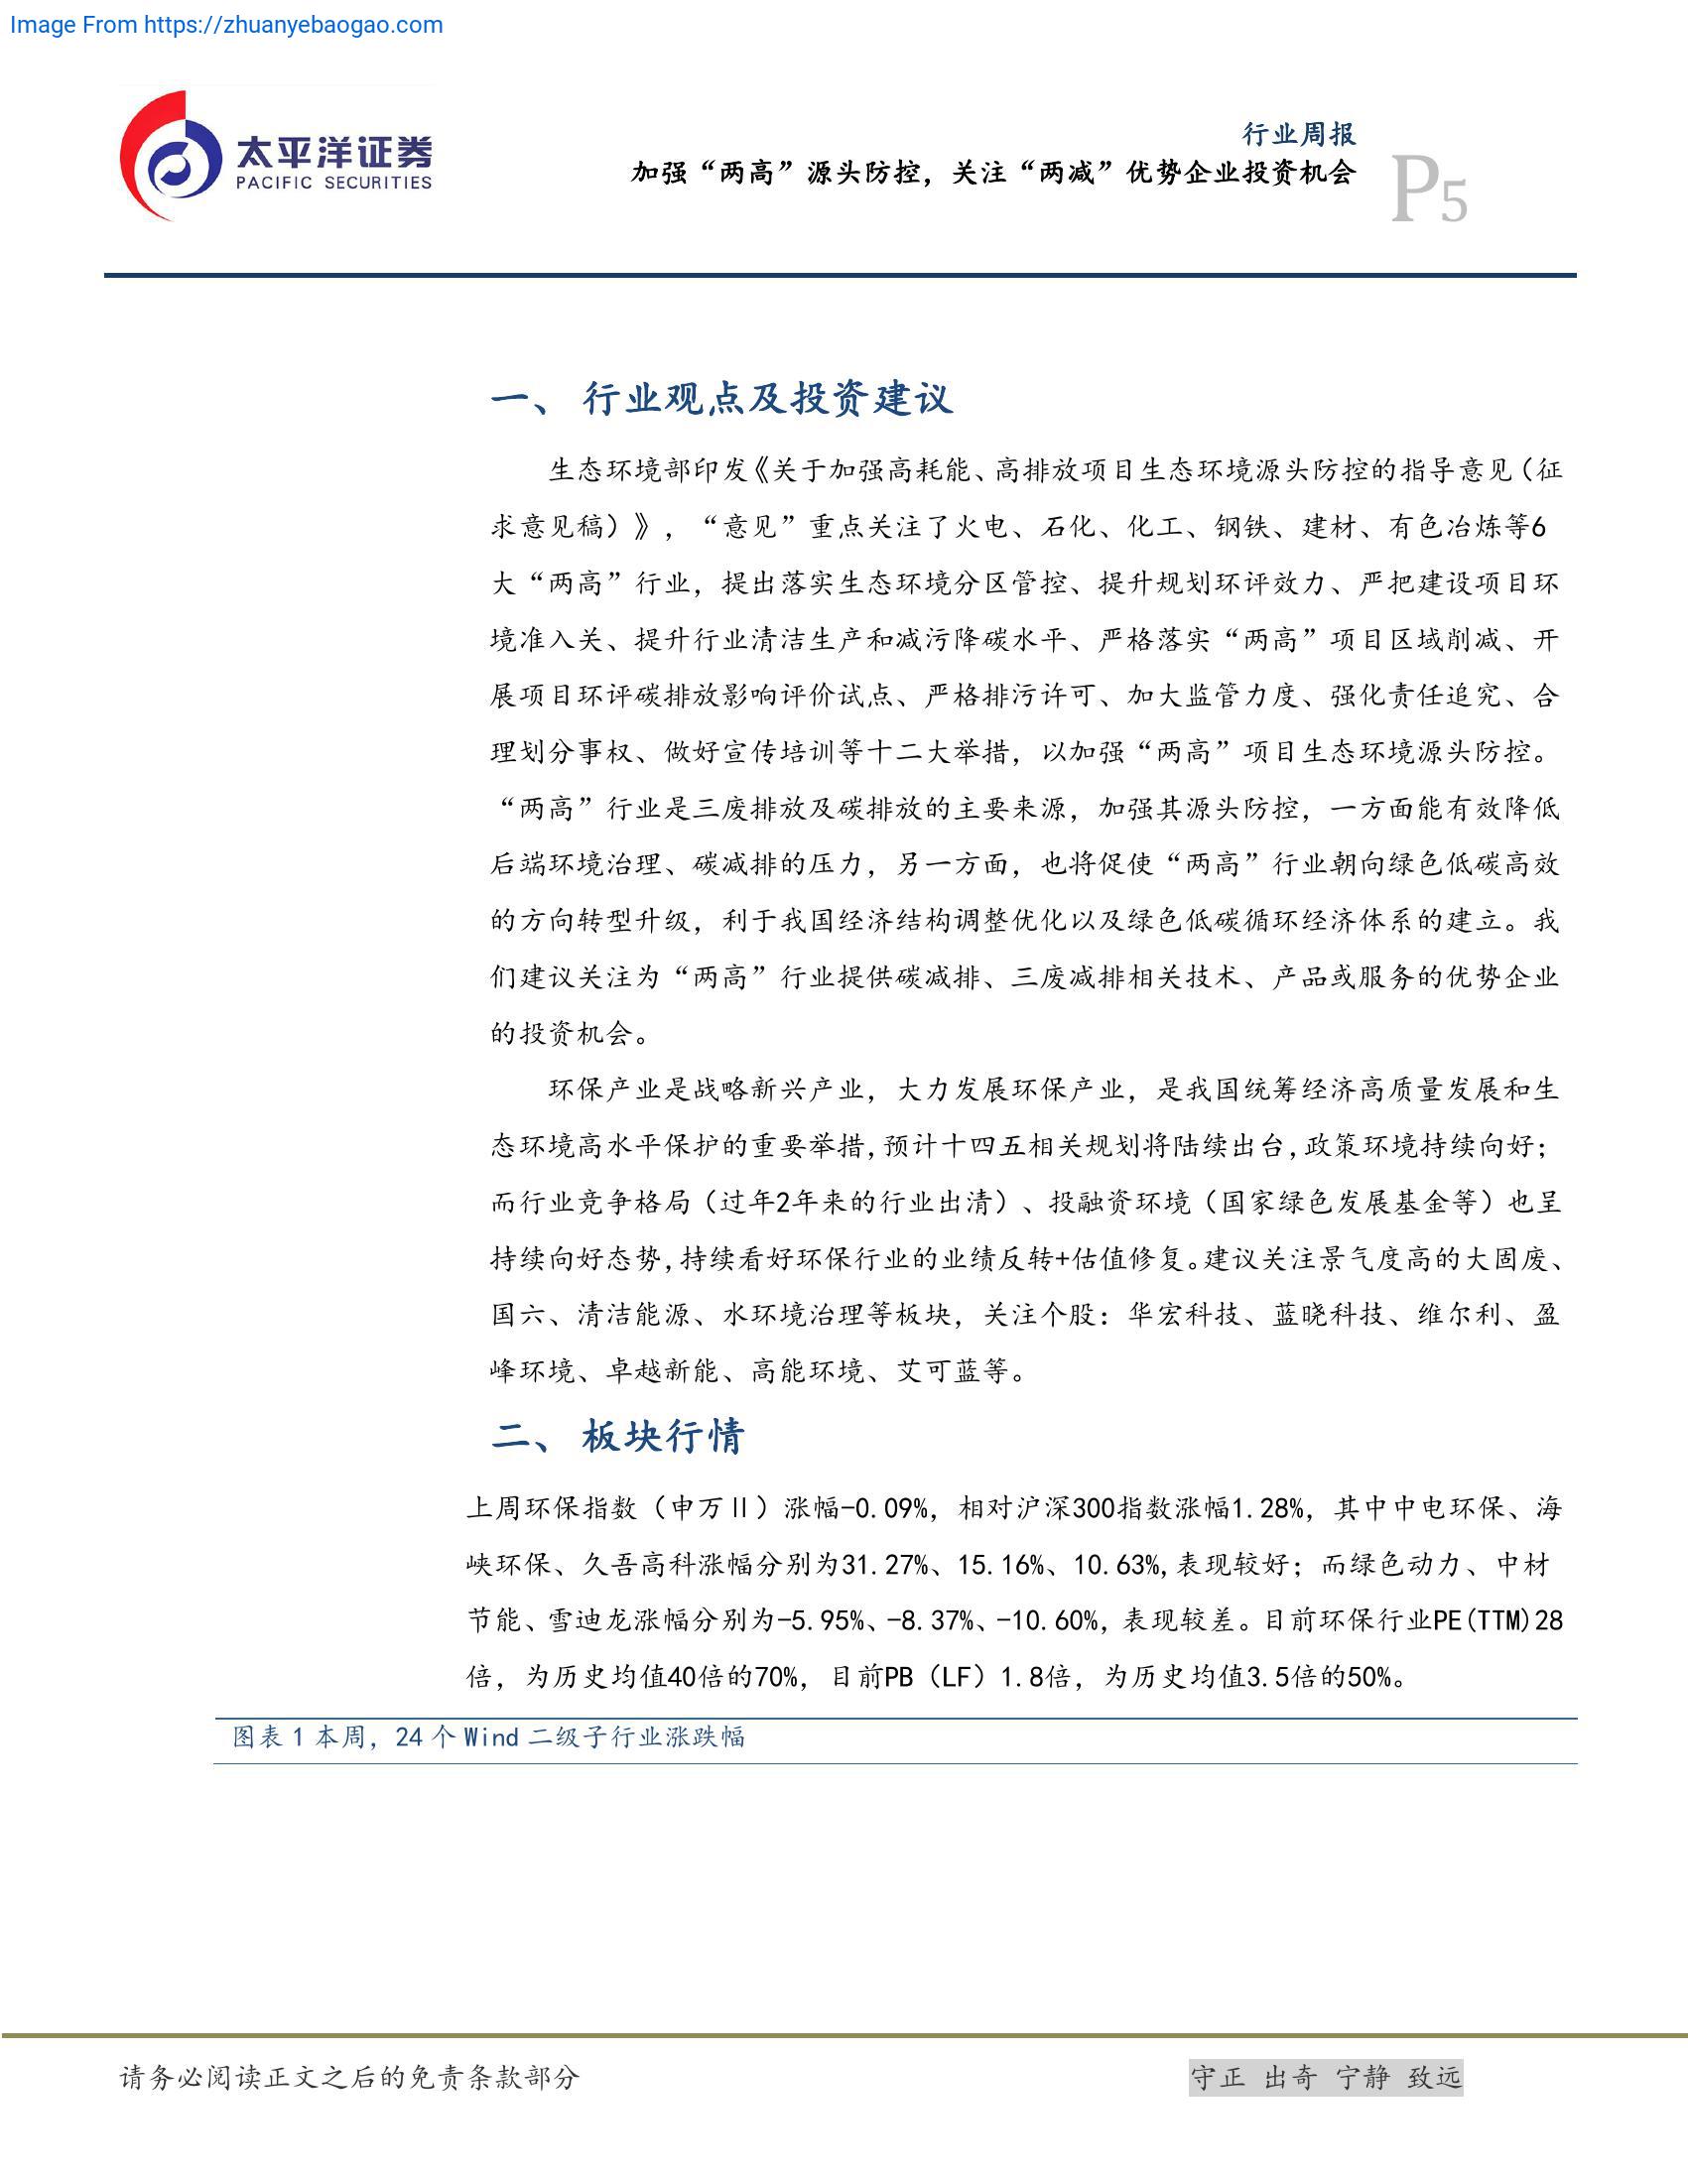 Image From https://zhuanyebaogao.com
太平洋证券
PACIFIC SECURITIES
行业周报
加强“两高”源头防控，关注“两减”优势企业投资机会
P5
一、 行业观点及投资建议
生态环境部印发《关于加强高耗能、高排放项目生态环境源头防控的指导意见（征
求意见稿）》，“意见”重点关注了火电、石化、化工、钢铁、建材、有色冶炼等6
大“两高”行业，提出落实生态环境分区管控、提升规划环评效力、严把建设项目环
境准入关、提升行业清洁生产和减污降碳水平、严格落实“两高”项目区域削减、开
展项目环评碳排放影响评价试点、严格排污许可、加大监管力度、强化责任追究、合
理划分事权、做好宣传培训等十二大举措，以加强“两高”项目生态环境源头防控。
“两高”行业是三废排放及碳排放的主要来源，加强其源头防控，一方面能有效降低
后端环境治理、碳减排的压力，另一方面，也将促使“两高”行业朝向绿色低碳高效
的方向转型升级，利于我国经济结构调整优化以及绿色低碳循环经济体系的建立。我
们建议关注为“两高”行业提供碳减排、三废减排相关技术、产品或服务的优势企业
的投资机会。
环保产业是战略新兴产业，大力发展环保产业，是我国统筹经济高质量发展和生
态环境高水平保护的重要举措,预计十四五相关规划将陆续出台,政策环境持续向好；
而行业竞争格局（过年2年来的行业出清）、投融资环境（国家绿色发展基金等）也呈
持续向好态势,持续看好环保行业的业绩反转+估值修复。建议关注景气度高的大固废、
国六、清洁能源、水环境治理等板块，关注个股：华宏科技、蓝晓科技、维尔利、盈
峰环境、卓越新能、高能环境、艾可蓝等。
二、 板块行情
上周环保指数（申万Ⅱ）涨幅-0.09%，相对沪深300指数涨幅1.28%，其中中电环保、海
峡环保、久吾高科涨幅分别为31.27%、15.16%、10.63%,表现较好；而绿色动力、中材
节能、雪迪龙涨幅分别为-5.95%、-8.37%、-10.60%，表现较差。目前环保行业PE(TTM)28
倍，为历史均值40倍的70%，目前PB（LF）1.8倍，为历史均值3.5倍的50%。
图表 1 本周，24 个 Wind 二级子行业涨跌幅
请务必阅读正文之后的免责条款部分
守正 出奇 宁静 致远